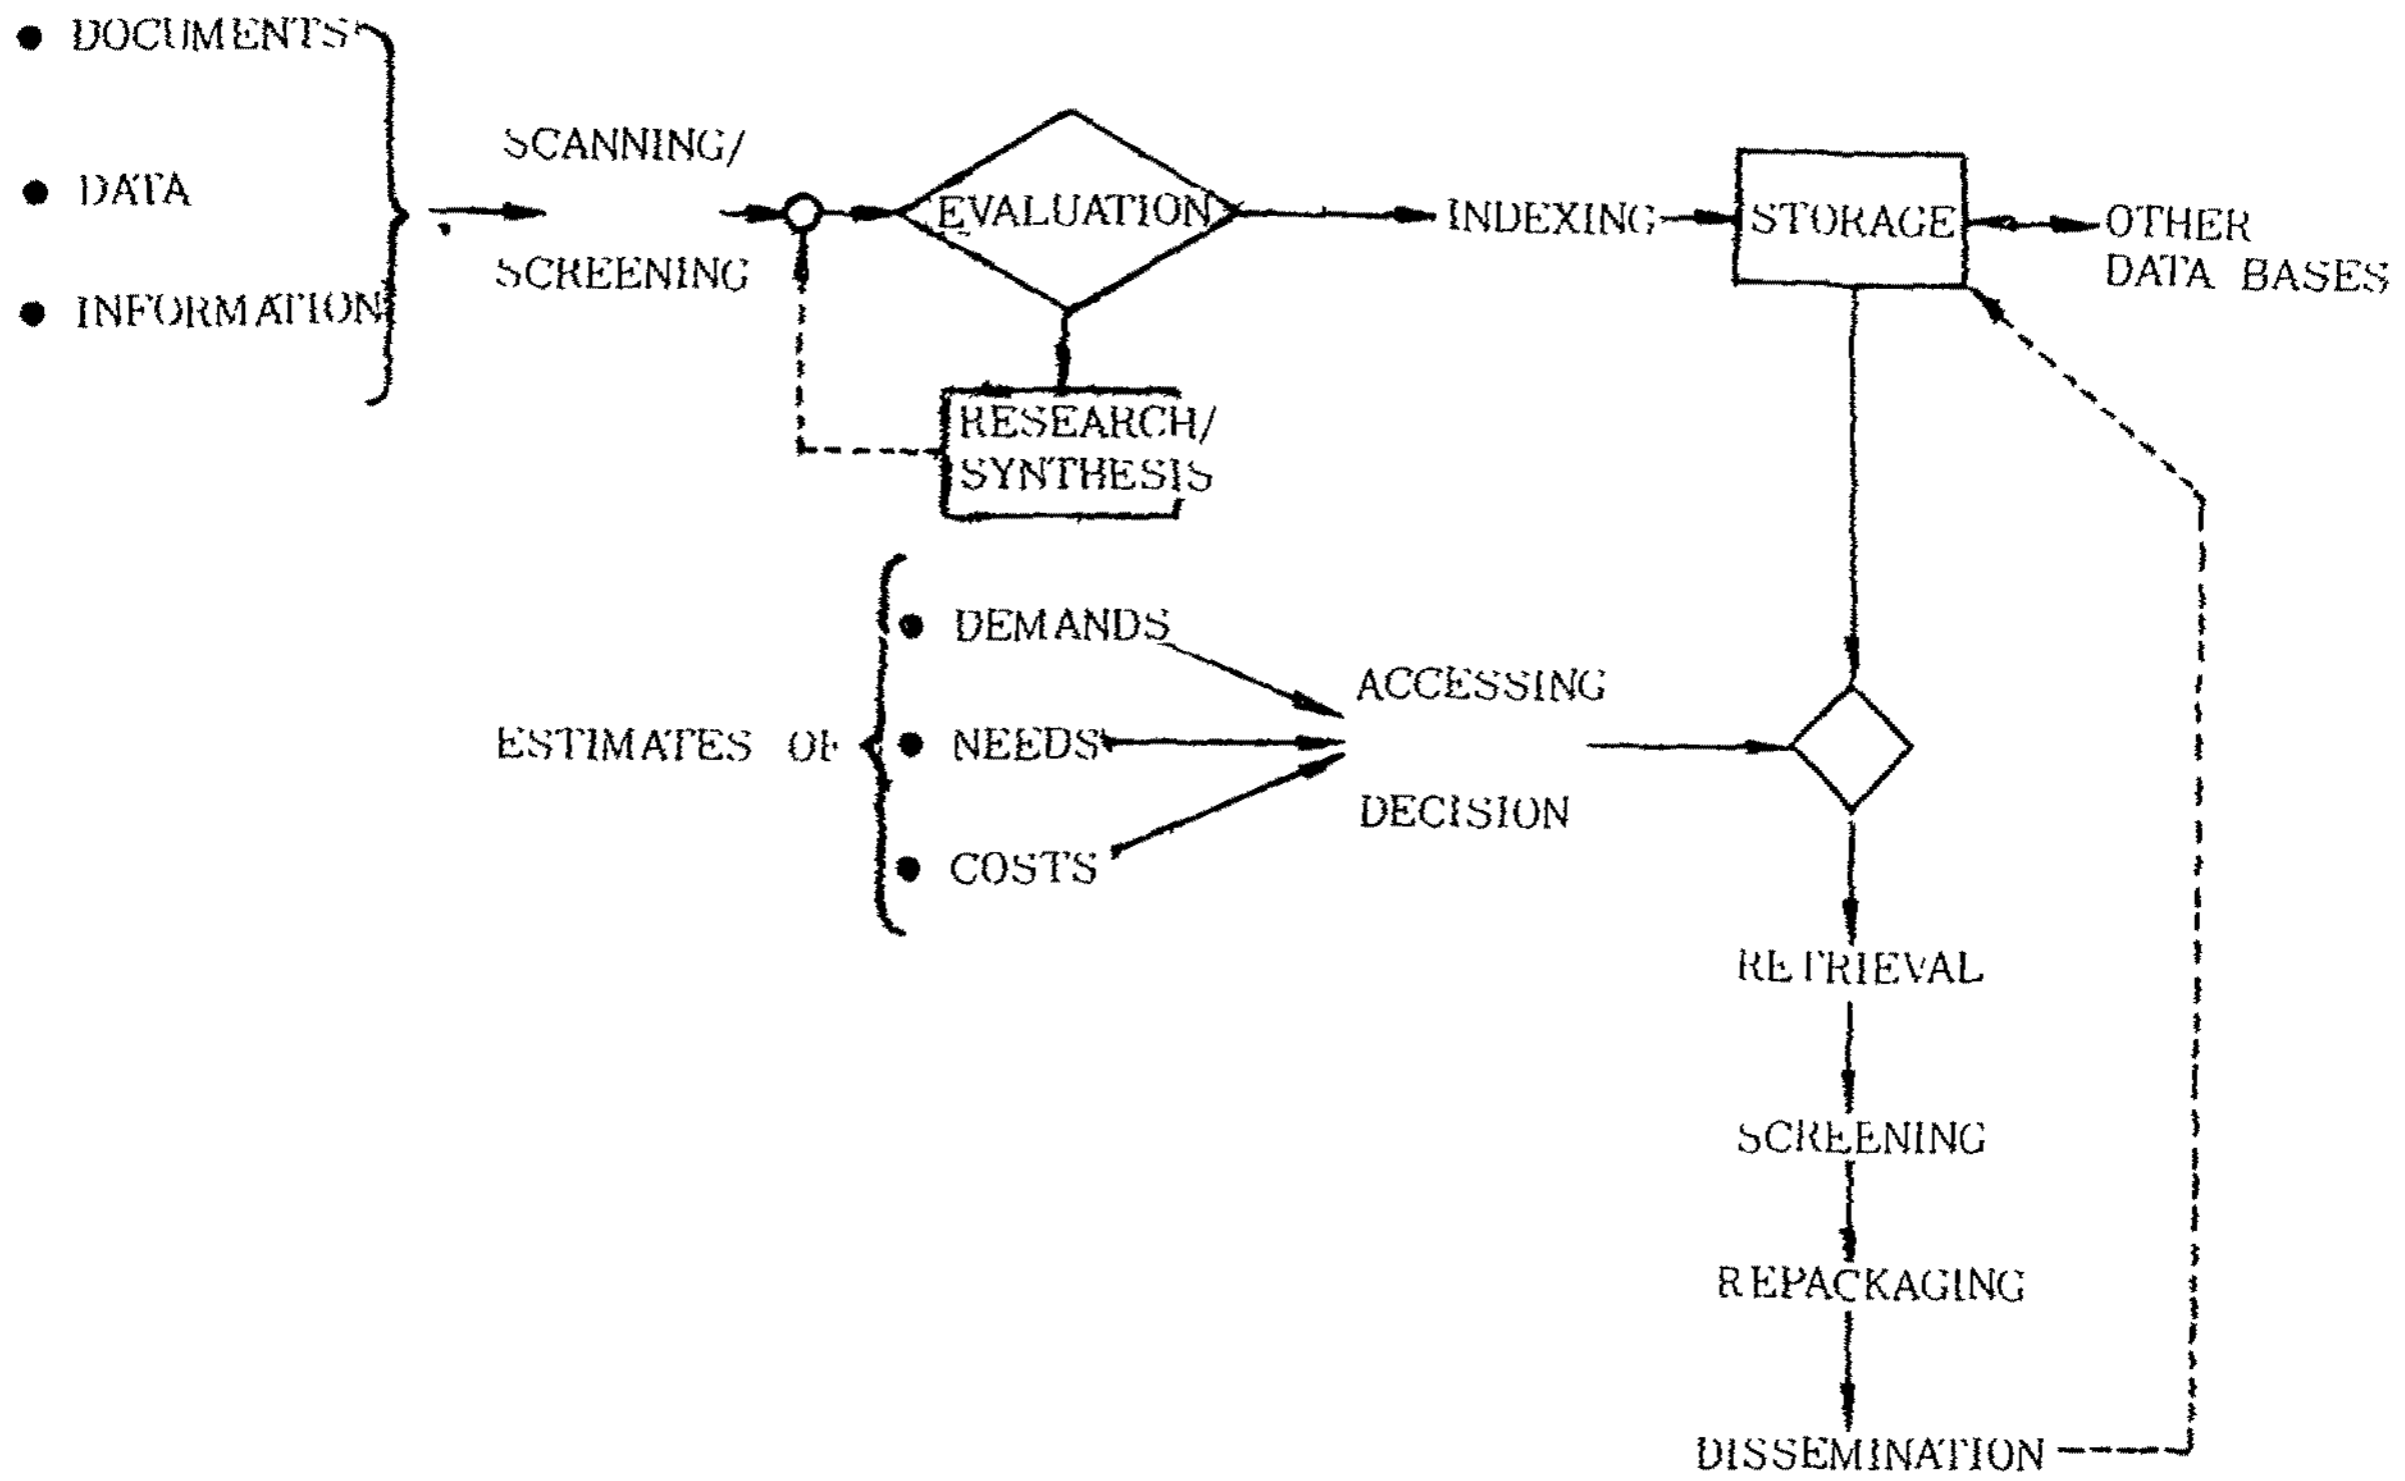 DOCUMENTS
DATA
INFORMATION
SCANNING/
SCREENING
EVALUATION
RESEARCH/
SYNTHESIS
INDEXING
STORAGE
OTHER
DATA BASES
ESTIMATES OF
DEMANDS
NEEDS
COSTS
ACCESSING
DECISION
RETRIEVAL
SCREENING
REPACKAGING
DISSEMINATION